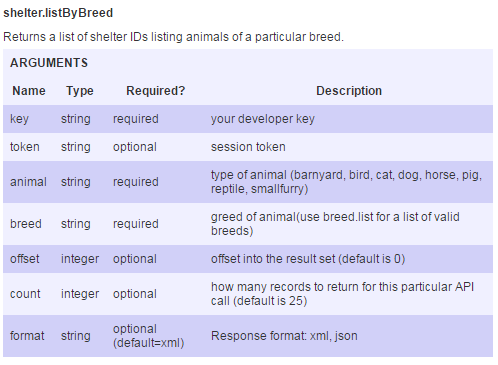 shelter.listByBreed
Returns a list of shelter IDs listing animals of a particular breed.
ARGUMENTS
Name Type Required? Description
key string required your developer key
token string optional session token
animal string required type of animal (barnyard, bird, cat, dog, horse, pig,
reptile, smallfurry)
breed string required greed of animal(use breed.list for a list of valid
breeds)
offset integer optional offset into the result set (default is 0)
count integer optional how many records to return for this particular API
call (default is 25)
format string optional
(default=xml) Response format: xml, json